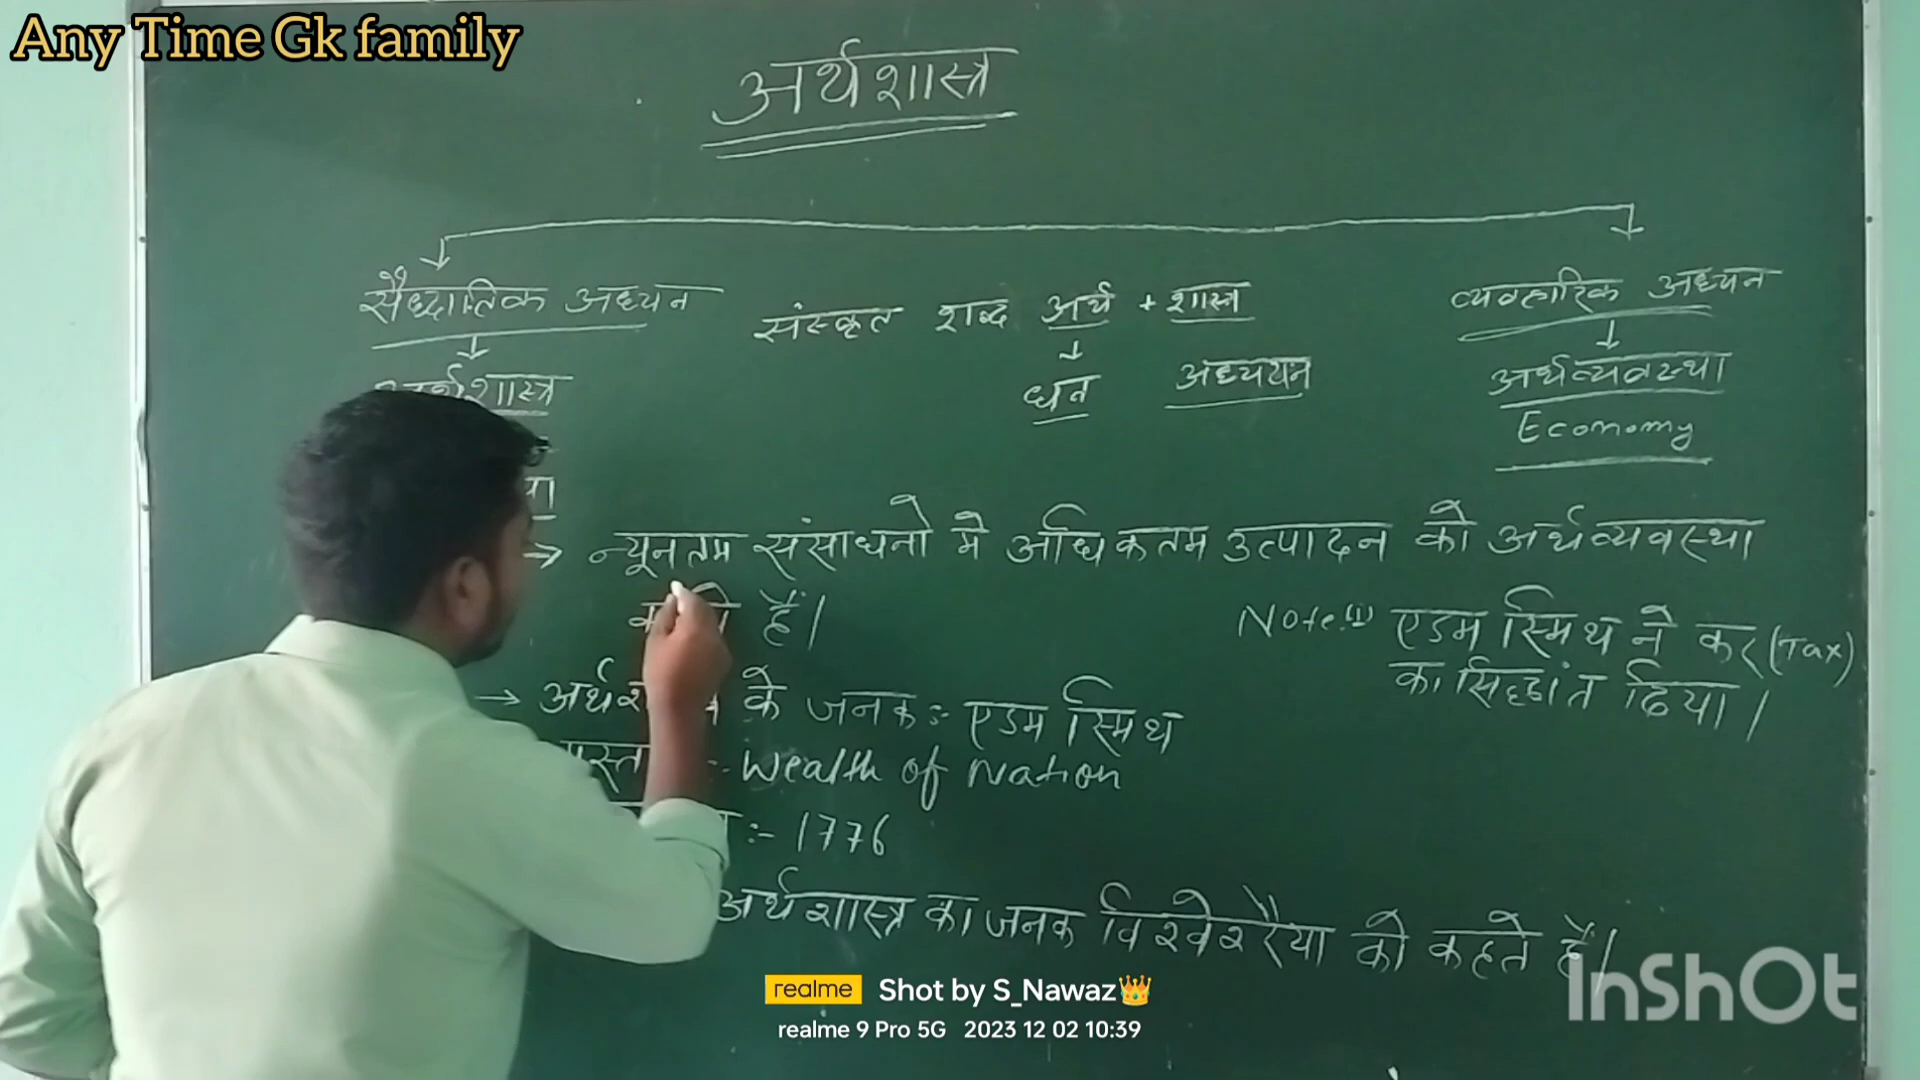 Any Time Gk family
अर्थशास्त्र
सैध्दांतिक अध्यन
संस्कृत शब्द अर्थ + शास्त्र
व्यवहारिक अध्यन
धन अध्ययन
अर्थव्यवस्था
Economy
→ न्यूनतम संसाधनो मे अधिकतम उत्पादन को अर्थव्यवस्था
हैं।
Note:(1) एडम स्मिथ ने कर (Tax)
का सिद्धांत दिया।
→ के जनक :- एडम स्मिथ
:- Wealth of Nation
:- 1776
अर्थशास्त्र का जनक विश्वेश्वरैया को कहते हैं।
realme Shot by S_Nawaz👑
realme 9 Pro 5G 2023 12 02 10:39
InShOt